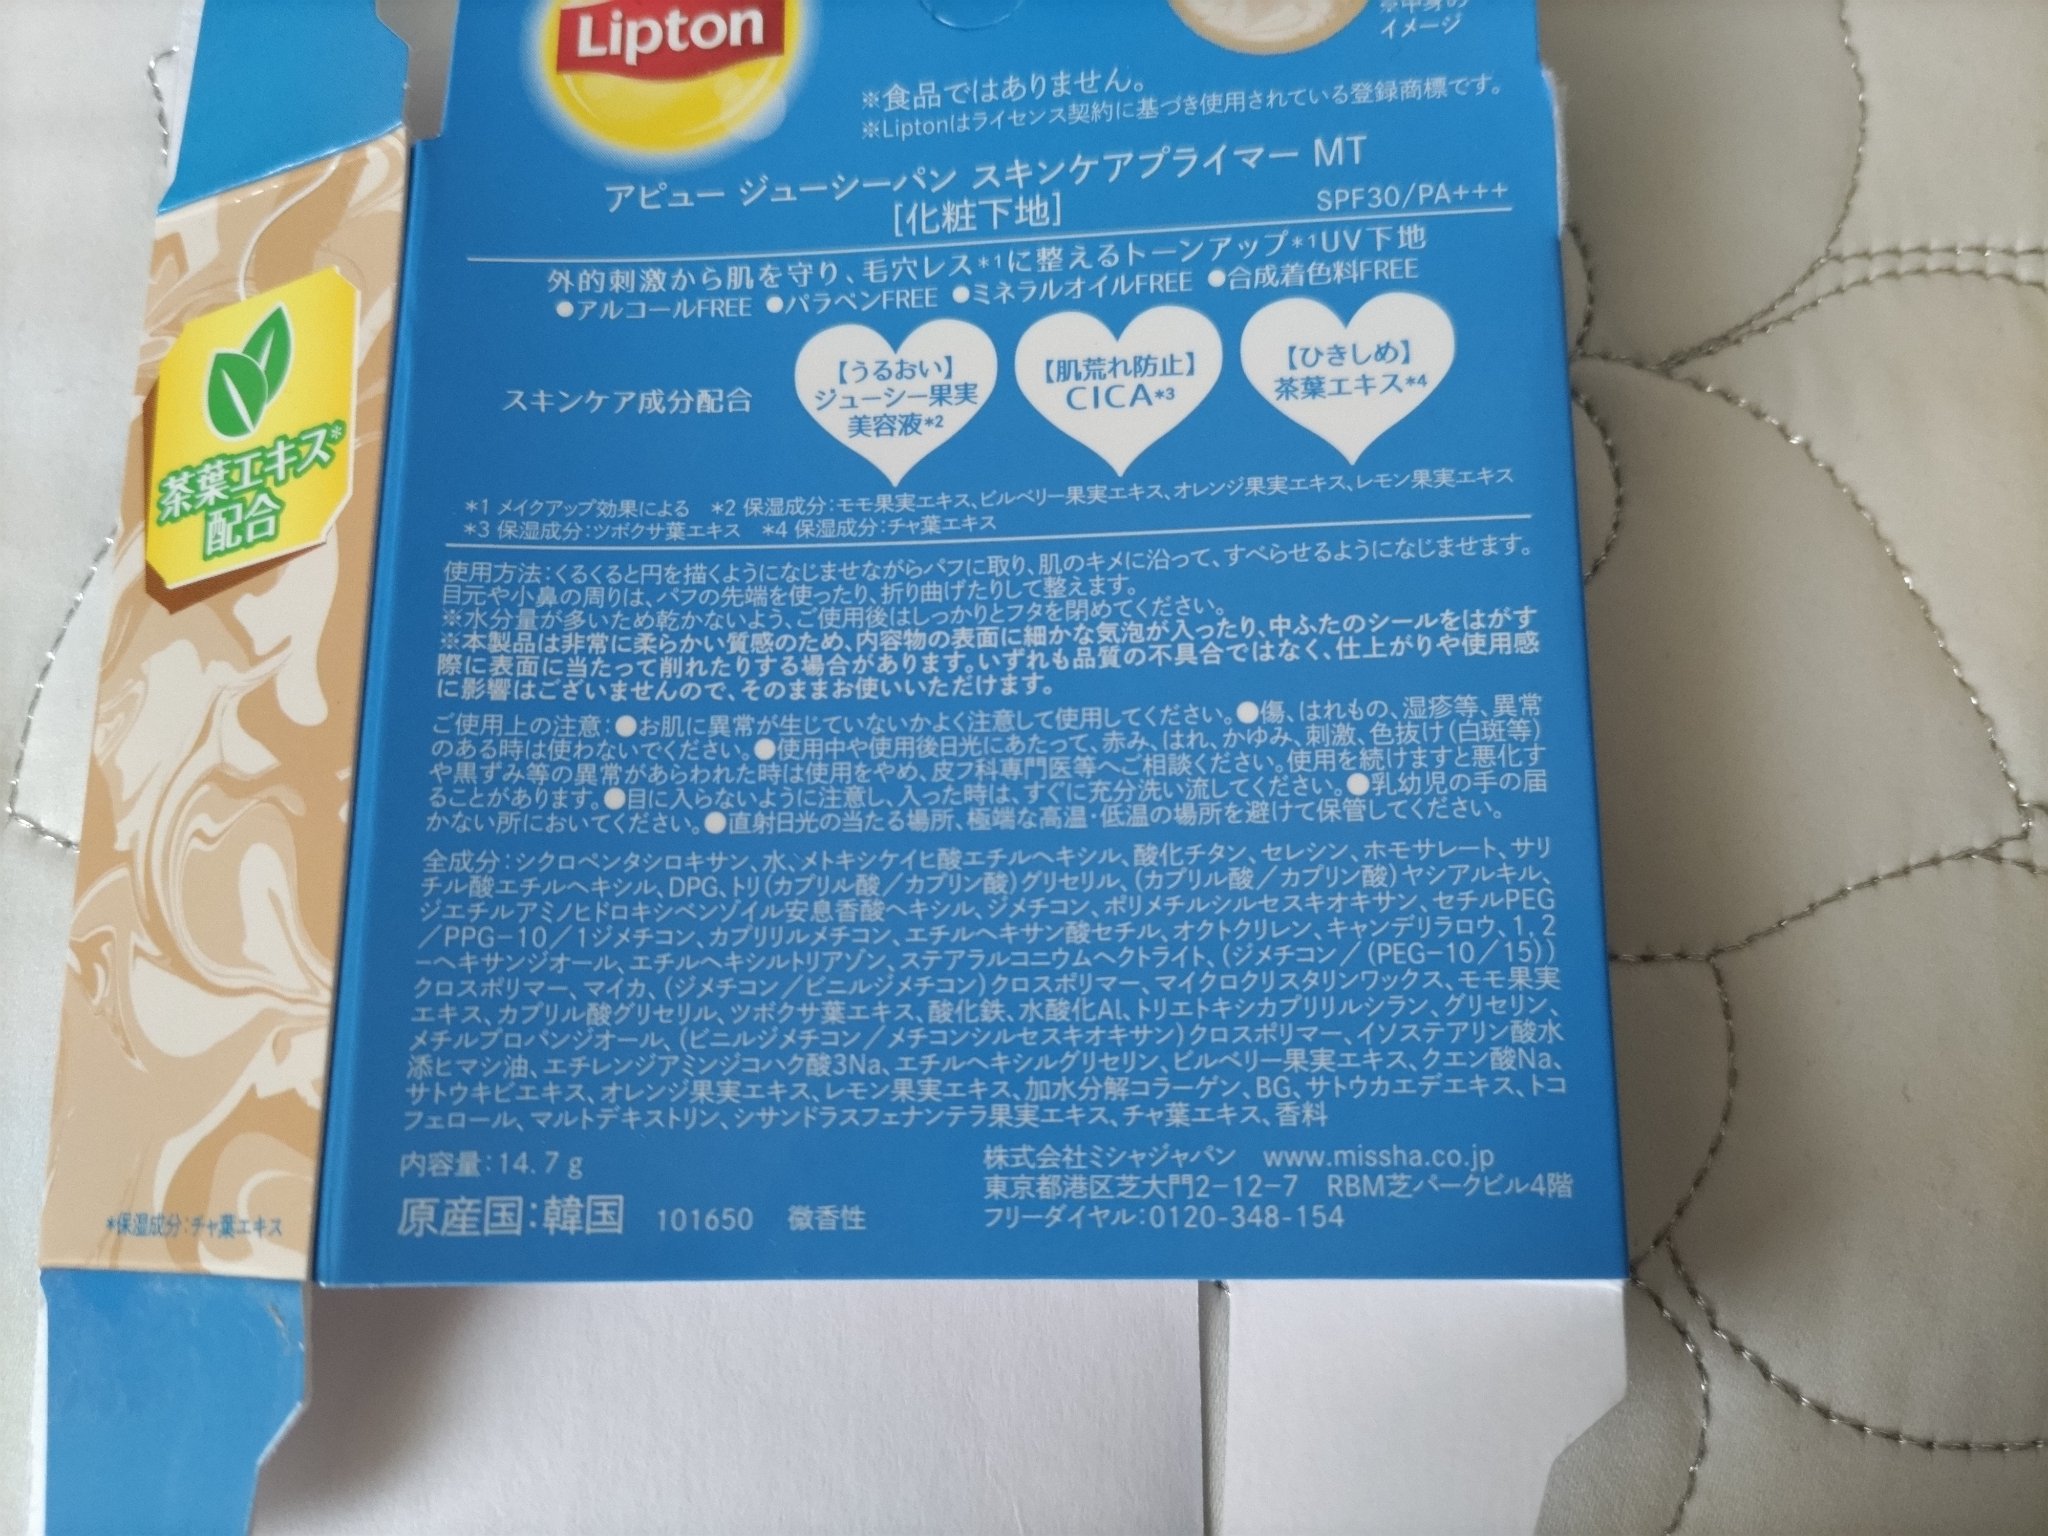 Lipton
イメージ
※食品ではありません。
※Liptonはライセンス契約に基づき使用されている登録商標です。
アピュー ジューシーパン スキンケアプライマー MT
[化粧下地]
SPF30/PA+++
外的刺激から肌を守り、毛穴レス*1に整えるトーンアップ*1UV下地
●アルコールFREE ●パラベンFREE ●ミネラルオイルFREE ●合成着色料FREE
スキンケア成分配合
【うるおい】
ジューシー果実
美容液*2
【肌荒れ防止】
CICA*3
【ひきしめ】
茶葉エキス*4
*1 メイクアップ効果による *2 保湿成分:モモ果実エキス、ビルベリー果実エキス、オレンジ果実エキス、レモン果実エキス
*3 保湿成分:ツボクサ葉エキス *4 保湿成分:チャ葉エキス
使用方法:くるくると円を描くようになじませながらパフに取り、肌のキメに沿って、すべらせるようになじませます。
目元や小鼻の周りは、パフの先端を使ったり、折り曲げたりして整えます。
※水分量が多いため乾かないよう、ご使用後はしっかりとフタを閉めてください。
※本製品は非常に柔らかい質感のため、内容物の表面に細かな気泡が入ったり、中ふたのシールをはがす
際に表面に当たって削れたりする場合があります。いずれも品質の不具合ではなく、仕上がりや使用感
に影響はございませんので、そのままお使いいただけます。
ご使用上の注意:●お肌に異常が生じていないかよく注意して使用してください。●傷、はれもの、湿疹等、異常
のある時は使わないでください。●使用中や使用後日光にあたって、赤み、はれ、かゆみ、刺激、色抜け(白斑等)
や黒ずみ等の異常があらわれた時は使用をやめ、皮フ科専門医等へご相談ください。使用を続けますと悪化す
ることがあります。●目に入らないように注意し、入った時は、すぐに充分洗い流してください。●乳幼児の手の届
かない所においてください。●直射日光の当たる場所、極端な高温・低温の場所を避けて保管してください。
全成分:シクロペンタシロキサン、水、メトキシケイヒ酸エチルヘキシル、酸化チタン、セレシン、ホモサレート、サリ
チル酸エチルヘキシル、DPG、トリ(カプリル酸/カプリン酸)グリセリル、(カプリル酸/カプリン酸)ヤシアルキル、
ジエチルアミノヒドロキシベンゾイル安息香酸ヘキシル、ジメチコン、ポリメチルシルセスキオキサン、セチルPEG
/PPG-10/1ジメチコン、カプリリルメチコン、エチルヘキサン酸セチル、オクトクリレン、キャンデリラロウ、1,2
-ヘキサンジオール、エチルヘキシルトリアゾン、ステアラルコニウムヘクトライト、(ジメチコン/(PEG-10/15))
クロスポリマー、マイカ、(ジメチコン/ビニルジメチコン)クロスポリマー、マイクロクリスタリンワックス、モモ果実
エキス、カプリル酸グリセリル、ツボクサ葉エキス、酸化鉄、水酸化Al、トリエトキシカプリリルシラン、グリセリン、
メチルプロパンジオール、(ビニルジメチコン/メチコンシルセスキオキサン)クロスポリマー、イソステアリン酸水
添ヒマシ油、エチレンジアミンジコハク酸3Na、エチルヘキシルグリセリン、ビルベリー果実エキス、クエン酸Na、
サトウキビエキス、オレンジ果実エキス、レモン果実エキス、加水分解コラーゲン、BG、サトウカエデエキス、トコ
フェロール、マルトデキストリン、シサンドラスフェナンテラ果実エキス、チャ葉エキス、香料
内容量:14.7g
原産国:韓国 101650 微香性
株式会社ミシャジャパン www.missha.co.jp
東京都港区芝大門2-12-7 RBM芝パークビル4階
フリーダイヤル:0120-348-154
茶葉エキス*
配合
*保湿成分:チャ葉エキス